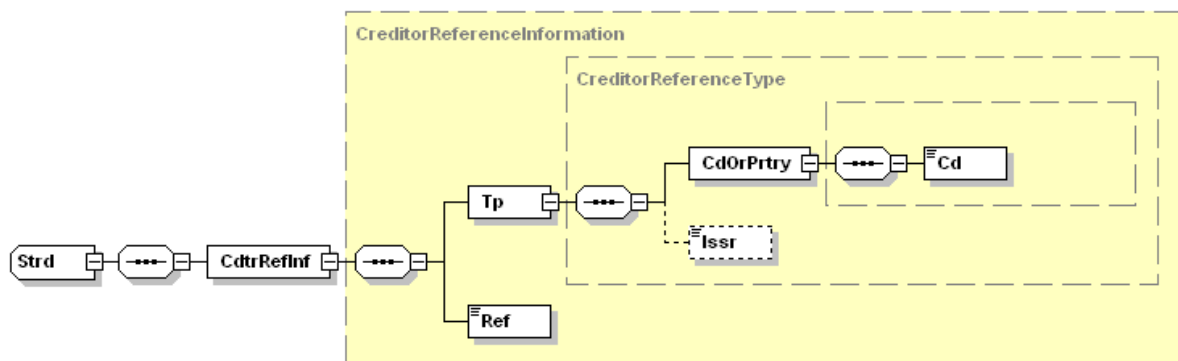 CreditorReferenceInformation
CreditorReferenceType
CdOrPrtry
Cd
Tp
Issr
Strd
CdtrRefInf
Ref